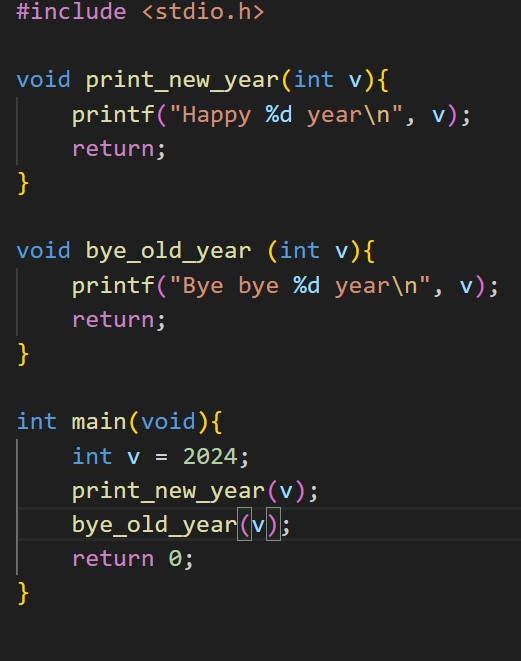 #include <stdio.h>
void print_new_year(int v){
printf("Happy %d year\n", v);
return;
}
void bye_old_year (int v){
printf("Bye bye %d year\n", v);
return;
}
int main(void){
int v = 2024;
print_new_year(v);
bye_old_year(v);
return 0;
}